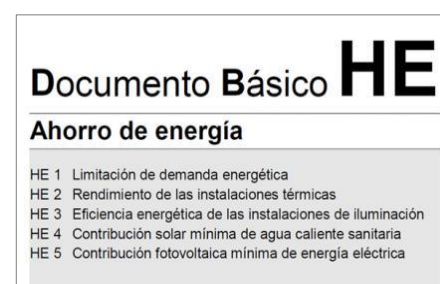 Documento Básico HE
Ahorro de energía
HE 1 Limitación de demanda energética
HE 2 Rendimiento de las instalaciones térmicas
HE 3 Eficiencia energética de las instalaciones de iluminación
HE 4 Contribución solar mínima de agua caliente sanitaria
HE 5 Contribución fotovoltaica mínima de energía eléctrica